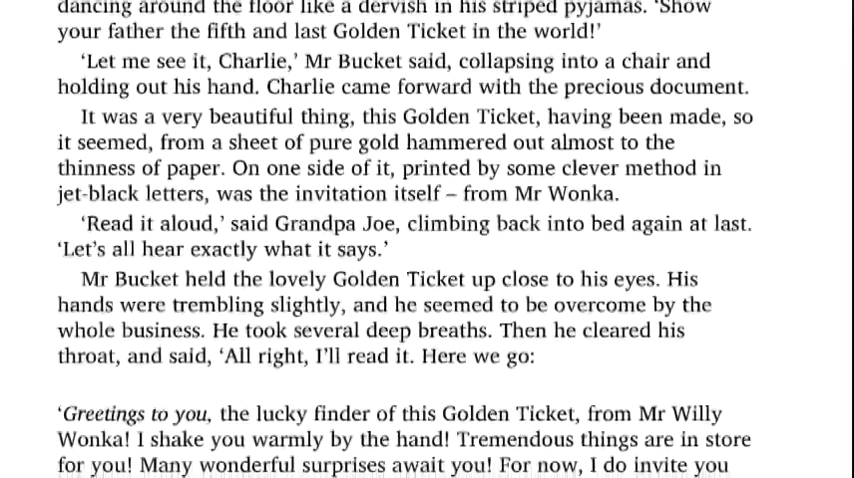 dancing around the floor like a dervish in his striped pyjamas. ‘Show
your father the fifth and last Golden Ticket in the world!’
‘Let me see it, Charlie,’ Mr Bucket said, collapsing into a chair and
holding out his hand. Charlie came forward with the precious document.
It was a very beautiful thing, this Golden Ticket, having been made, so
it seemed, from a sheet of pure gold hammered out almost to the
thinness of paper. On one side of it, printed by some clever method in
jet-black letters, was the invitation itself – from Mr Wonka.
‘Read it aloud,’ said Grandpa Joe, climbing back into bed again at last.
‘Let’s all hear exactly what it says.’
Mr Bucket held the lovely Golden Ticket up close to his eyes. His
hands were trembling slightly, and he seemed to be overcome by the
whole business. He took several deep breaths. Then he cleared his
throat, and said, ‘All right, I’ll read it. Here we go:
‘Greetings to you, the lucky finder of this Golden Ticket, from Mr Willy
Wonka! I shake you warmly by the hand! Tremendous things are in store
for you! Many wonderful surprises await you! For now, I do invite you